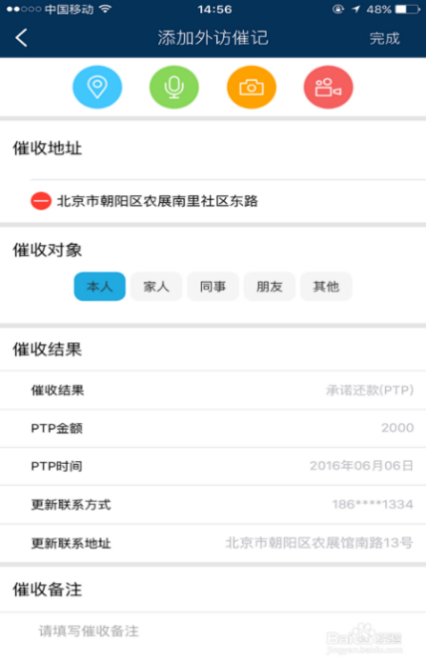 中国移动 14:56 48%
添加外访催记 完成
催收地址
北京市朝阳区农展南里社区东路
催收对象
本人 家人 同事 朋友 其他
催收结果
催收结果 承诺还款(PTP)
PTP金额 2000
PTP时间 2016年06月06日
更新联系方式 186****1334
更新联系地址 北京市朝阳区农展馆南路13号
催收备注
请填写催收备注